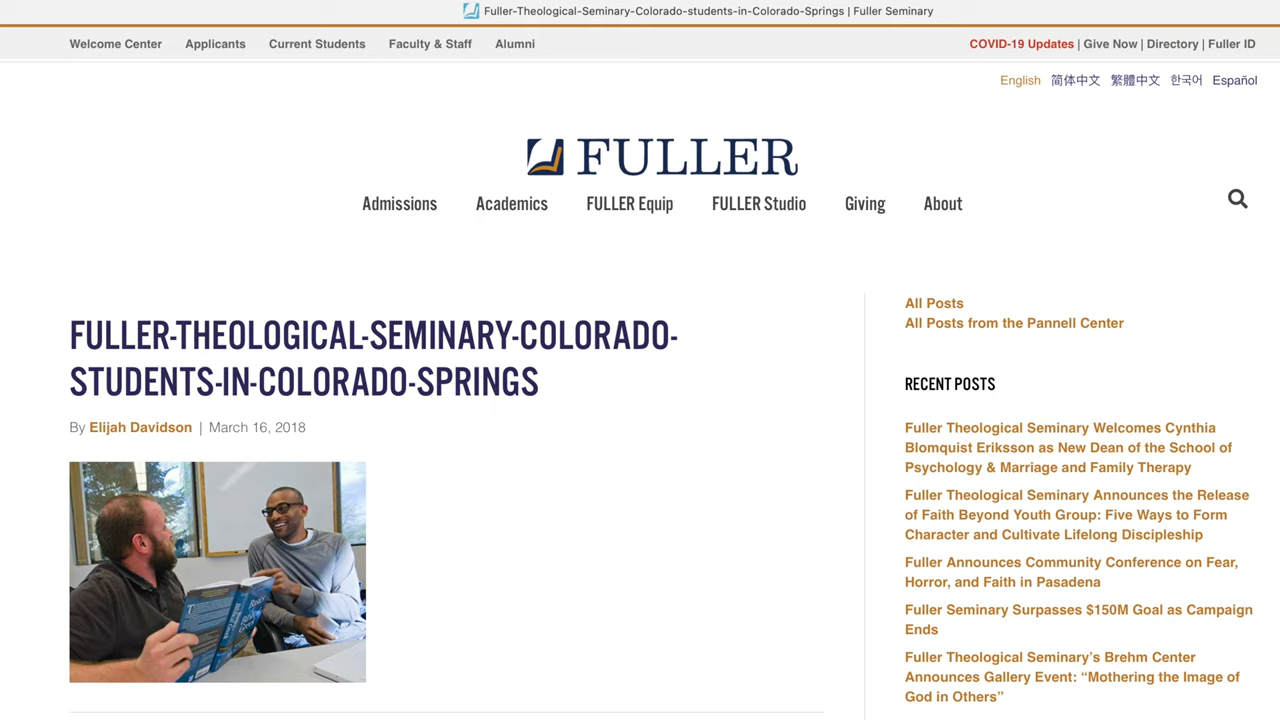 Fuller-Theological-Seminary-Colorado-students-in-Colorado-Springs | Fuller Seminary
Welcome Center Applicants Current Students Faculty & Staff Alumni
COVID-19 Updates | Give Now | Directory | Fuller ID
English 简体中文 繁體中文 한국어 Español
FULLER
Admissions Academics FULLER Equip FULLER Studio Giving About
FULLER-THEOLOGICAL-SEMINARY-COLORADO-
STUDENTS-IN-COLORADO-SPRINGS
By Elijah Davidson | March 16, 2018
All Posts
All Posts from the Pannell Center
RECENT POSTS
Fuller Theological Seminary Welcomes Cynthia
Blomquist Eriksson as New Dean of the School of
Psychology & Marriage and Family Therapy
Fuller Theological Seminary Announces the Release
of Faith Beyond Youth Group: Five Ways to Form
Character and Cultivate Lifelong Discipleship
Fuller Announces Community Conference on Fear,
Horror, and Faith in Pasadena
Fuller Seminary Surpasses $150M Goal as Campaign
Ends
Fuller Theological Seminary’s Brehm Center
Announces Gallery Event: “Mothering the Image of
God in Others”